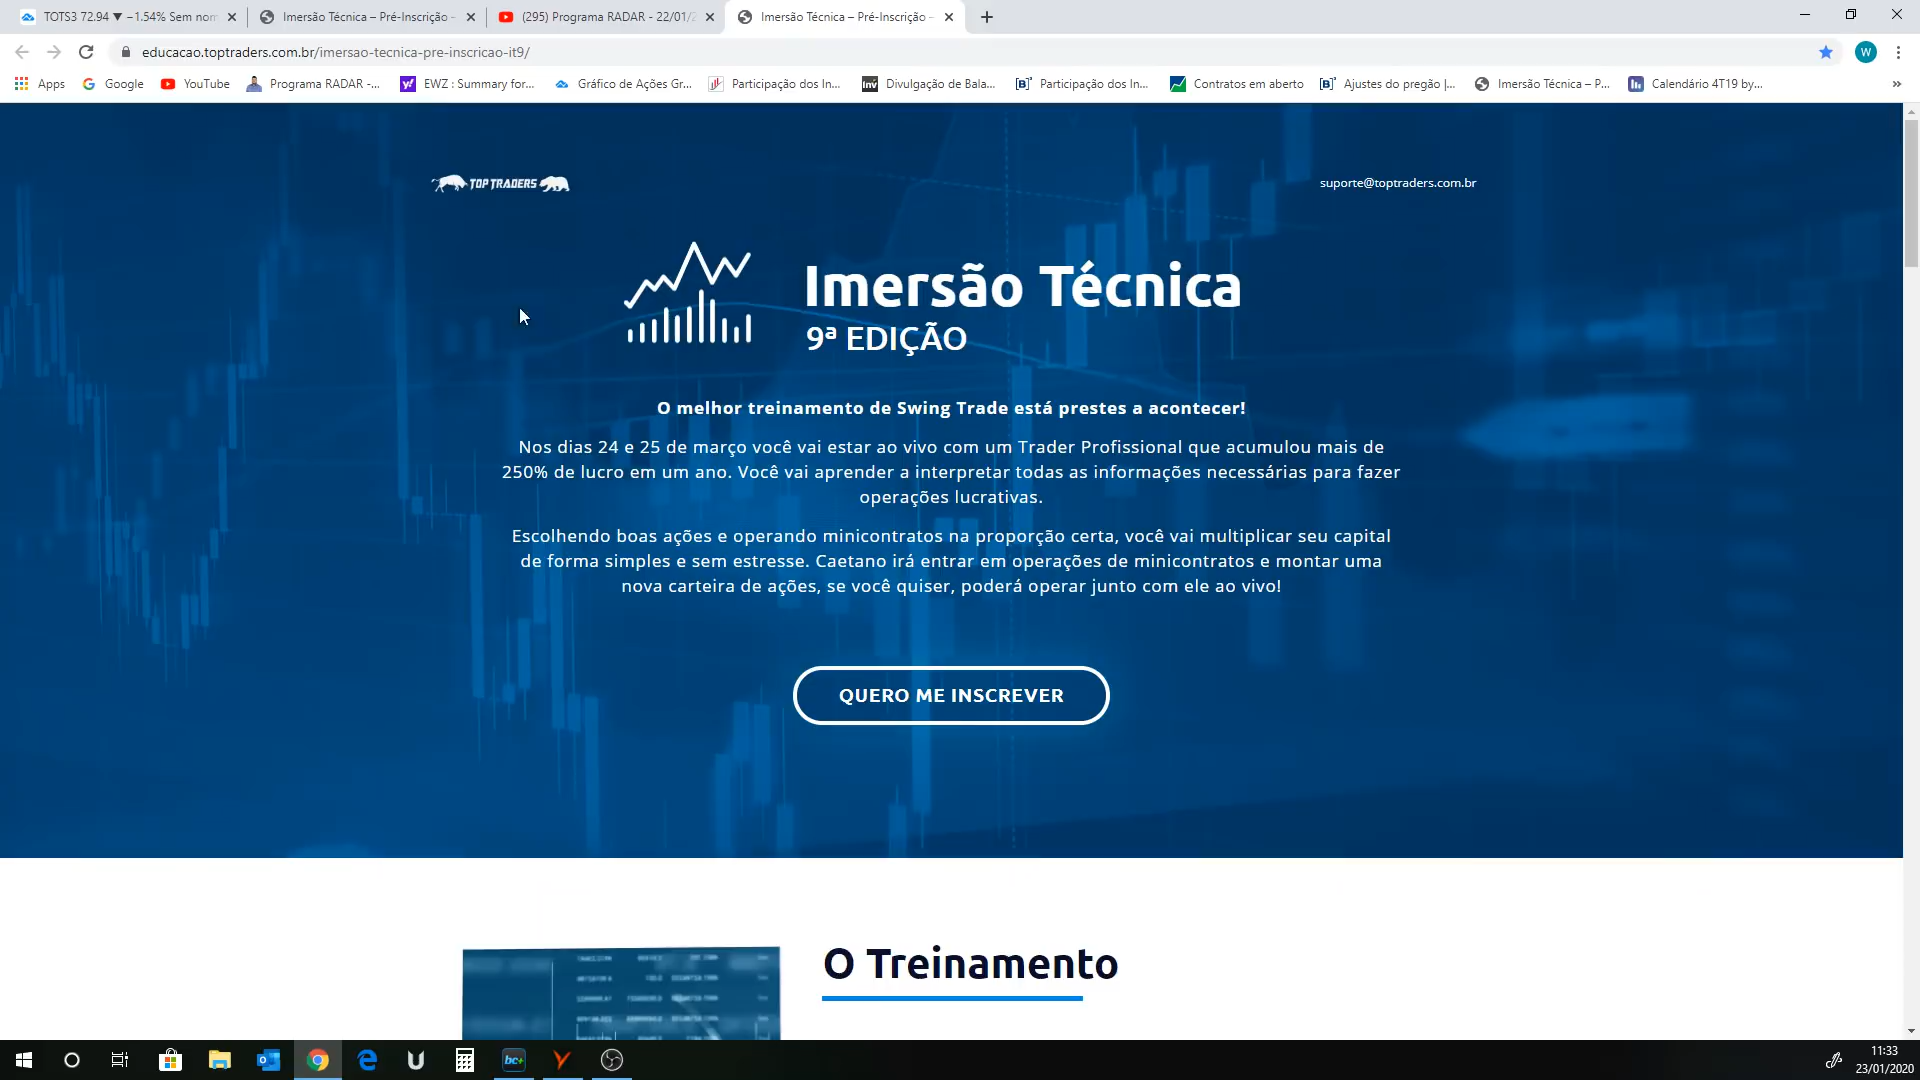 TOTS3 72.94 ▼ −1.54% Sem nom
Imersão Técnica – Pré-Inscrição –
(295) Programa RADAR - 22/01/2
Imersão Técnica – Pré-Inscrição –
educacao.toptraders.com.br/imersao-tecnica-pre-inscricao-it9/
W
Apps
Google
YouTube
Programa RADAR -...
EWZ : Summary for...
Gráfico de Ações Gr...
Participação dos In...
Divulgação de Bala...
Participação dos In...
Contratos em aberto
Ajustes do pregão |...
Imersão Técnica – P...
Calendário 4T19 by...
»
TOP TRADERS
suporte@toptraders.com.br
Imersão Técnica
9ª EDIÇÃO
O melhor treinamento de Swing Trade está prestes a acontecer!
Nos dias 24 e 25 de março você vai estar ao vivo com um Trader Profissional que acumulou mais de
250% de lucro em um ano. Você vai aprender a interpretar todas as informações necessárias para fazer
operações lucrativas.
Escolhendo boas ações e operando minicontratos na proporção certa, você vai multiplicar seu capital
de forma simples e sem estresse. Caetano irá entrar em operações de minicontratos e montar uma
nova carteira de ações, se você quiser, poderá operar junto com ele ao vivo!
QUERO ME INSCREVER
O Treinamento
bc+
11:33
23/01/2020